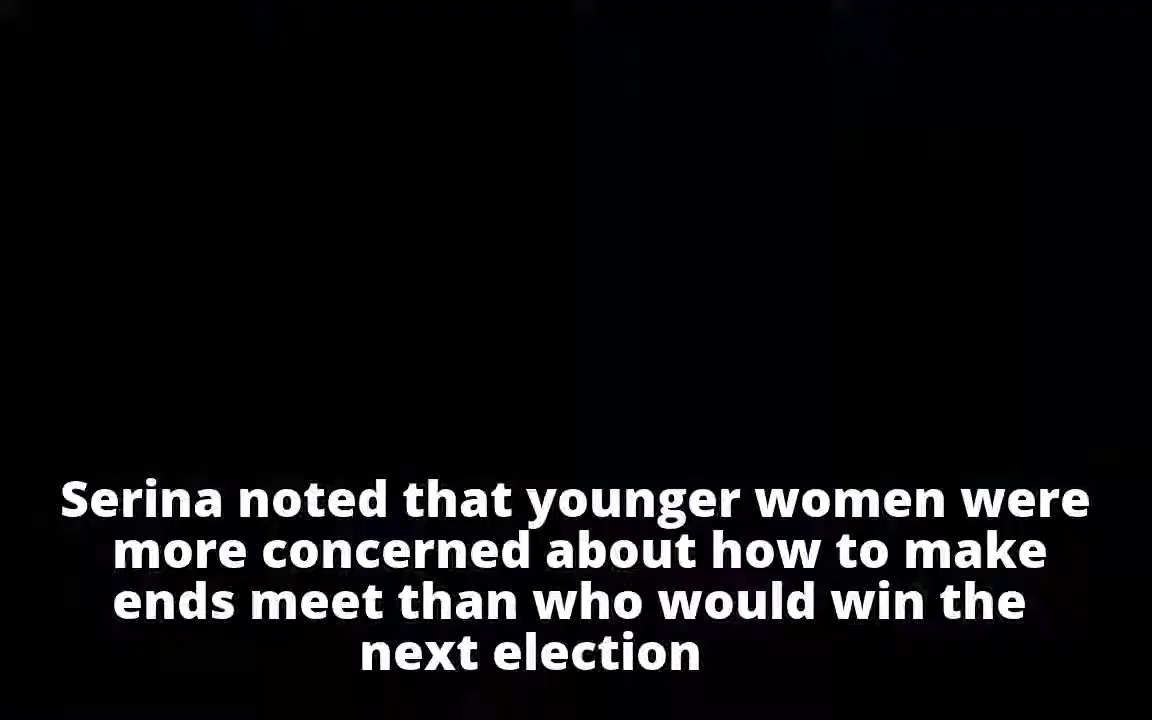 Serina noted that younger women were
more concerned about how to make
ends meet than who would win the
next election